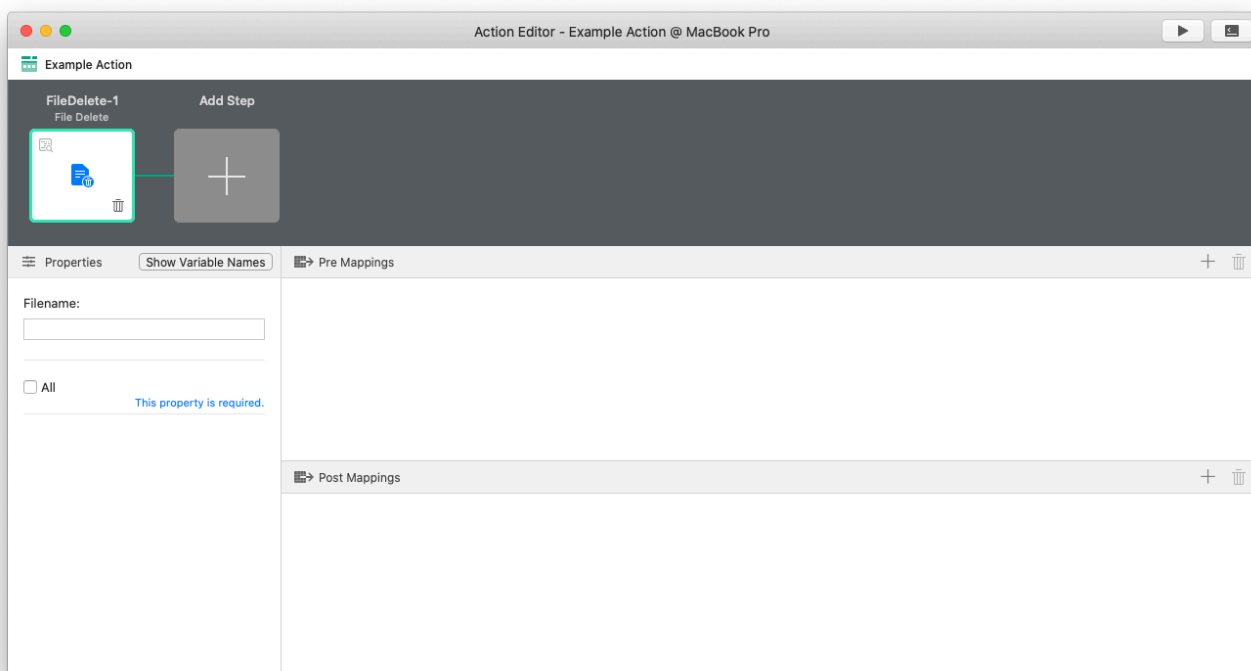 Action Editor - Example Action @ MacBook Pro
Example Action
FileDelete-1
File Delete
Add Step
Properties
Show Variable Names
Pre Mappings
Filename:
All
This property is required.
Post Mappings